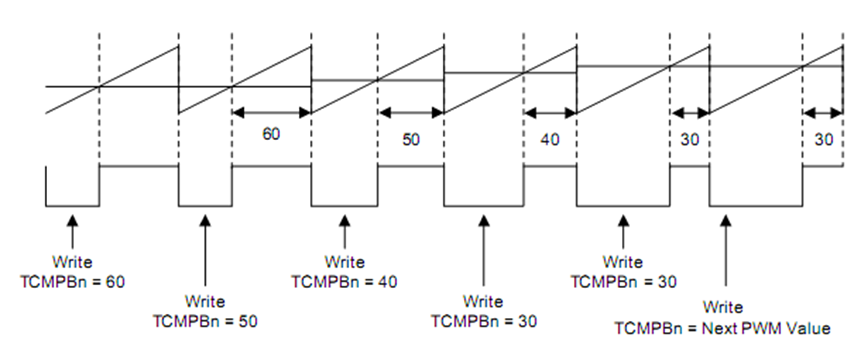 60
50
40
30
30
Write
TCMPBn = 60
Write
TCMPBn = 50
Write
TCMPBn = 40
Write
TCMPBn = 30
Write
TCMPBn = 30
Write
TCMPBn = Next PWM Value